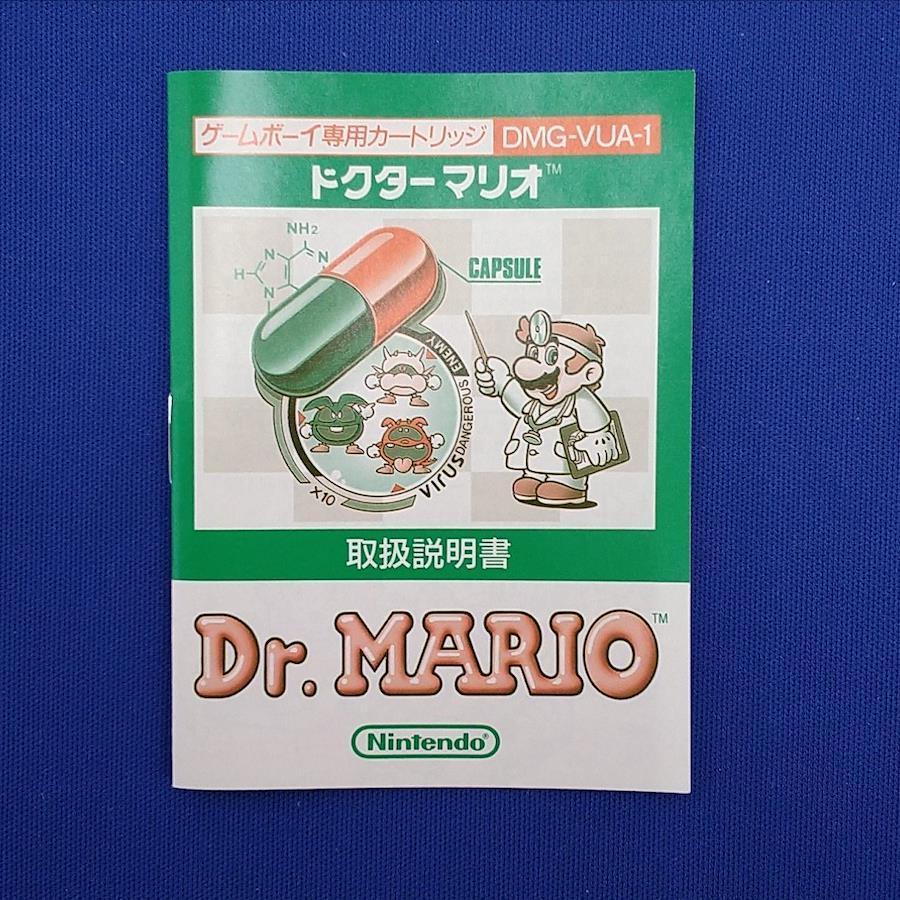 ゲームボーイ専用カートリッジ DMG-VUA-1
ドクターマリオ™
NH2
N
N
H
N
CAPSULE
VIRUS DANGEROUS ENEMY
X10
取扱説明書
Dr. MARIO™
Nintendo®